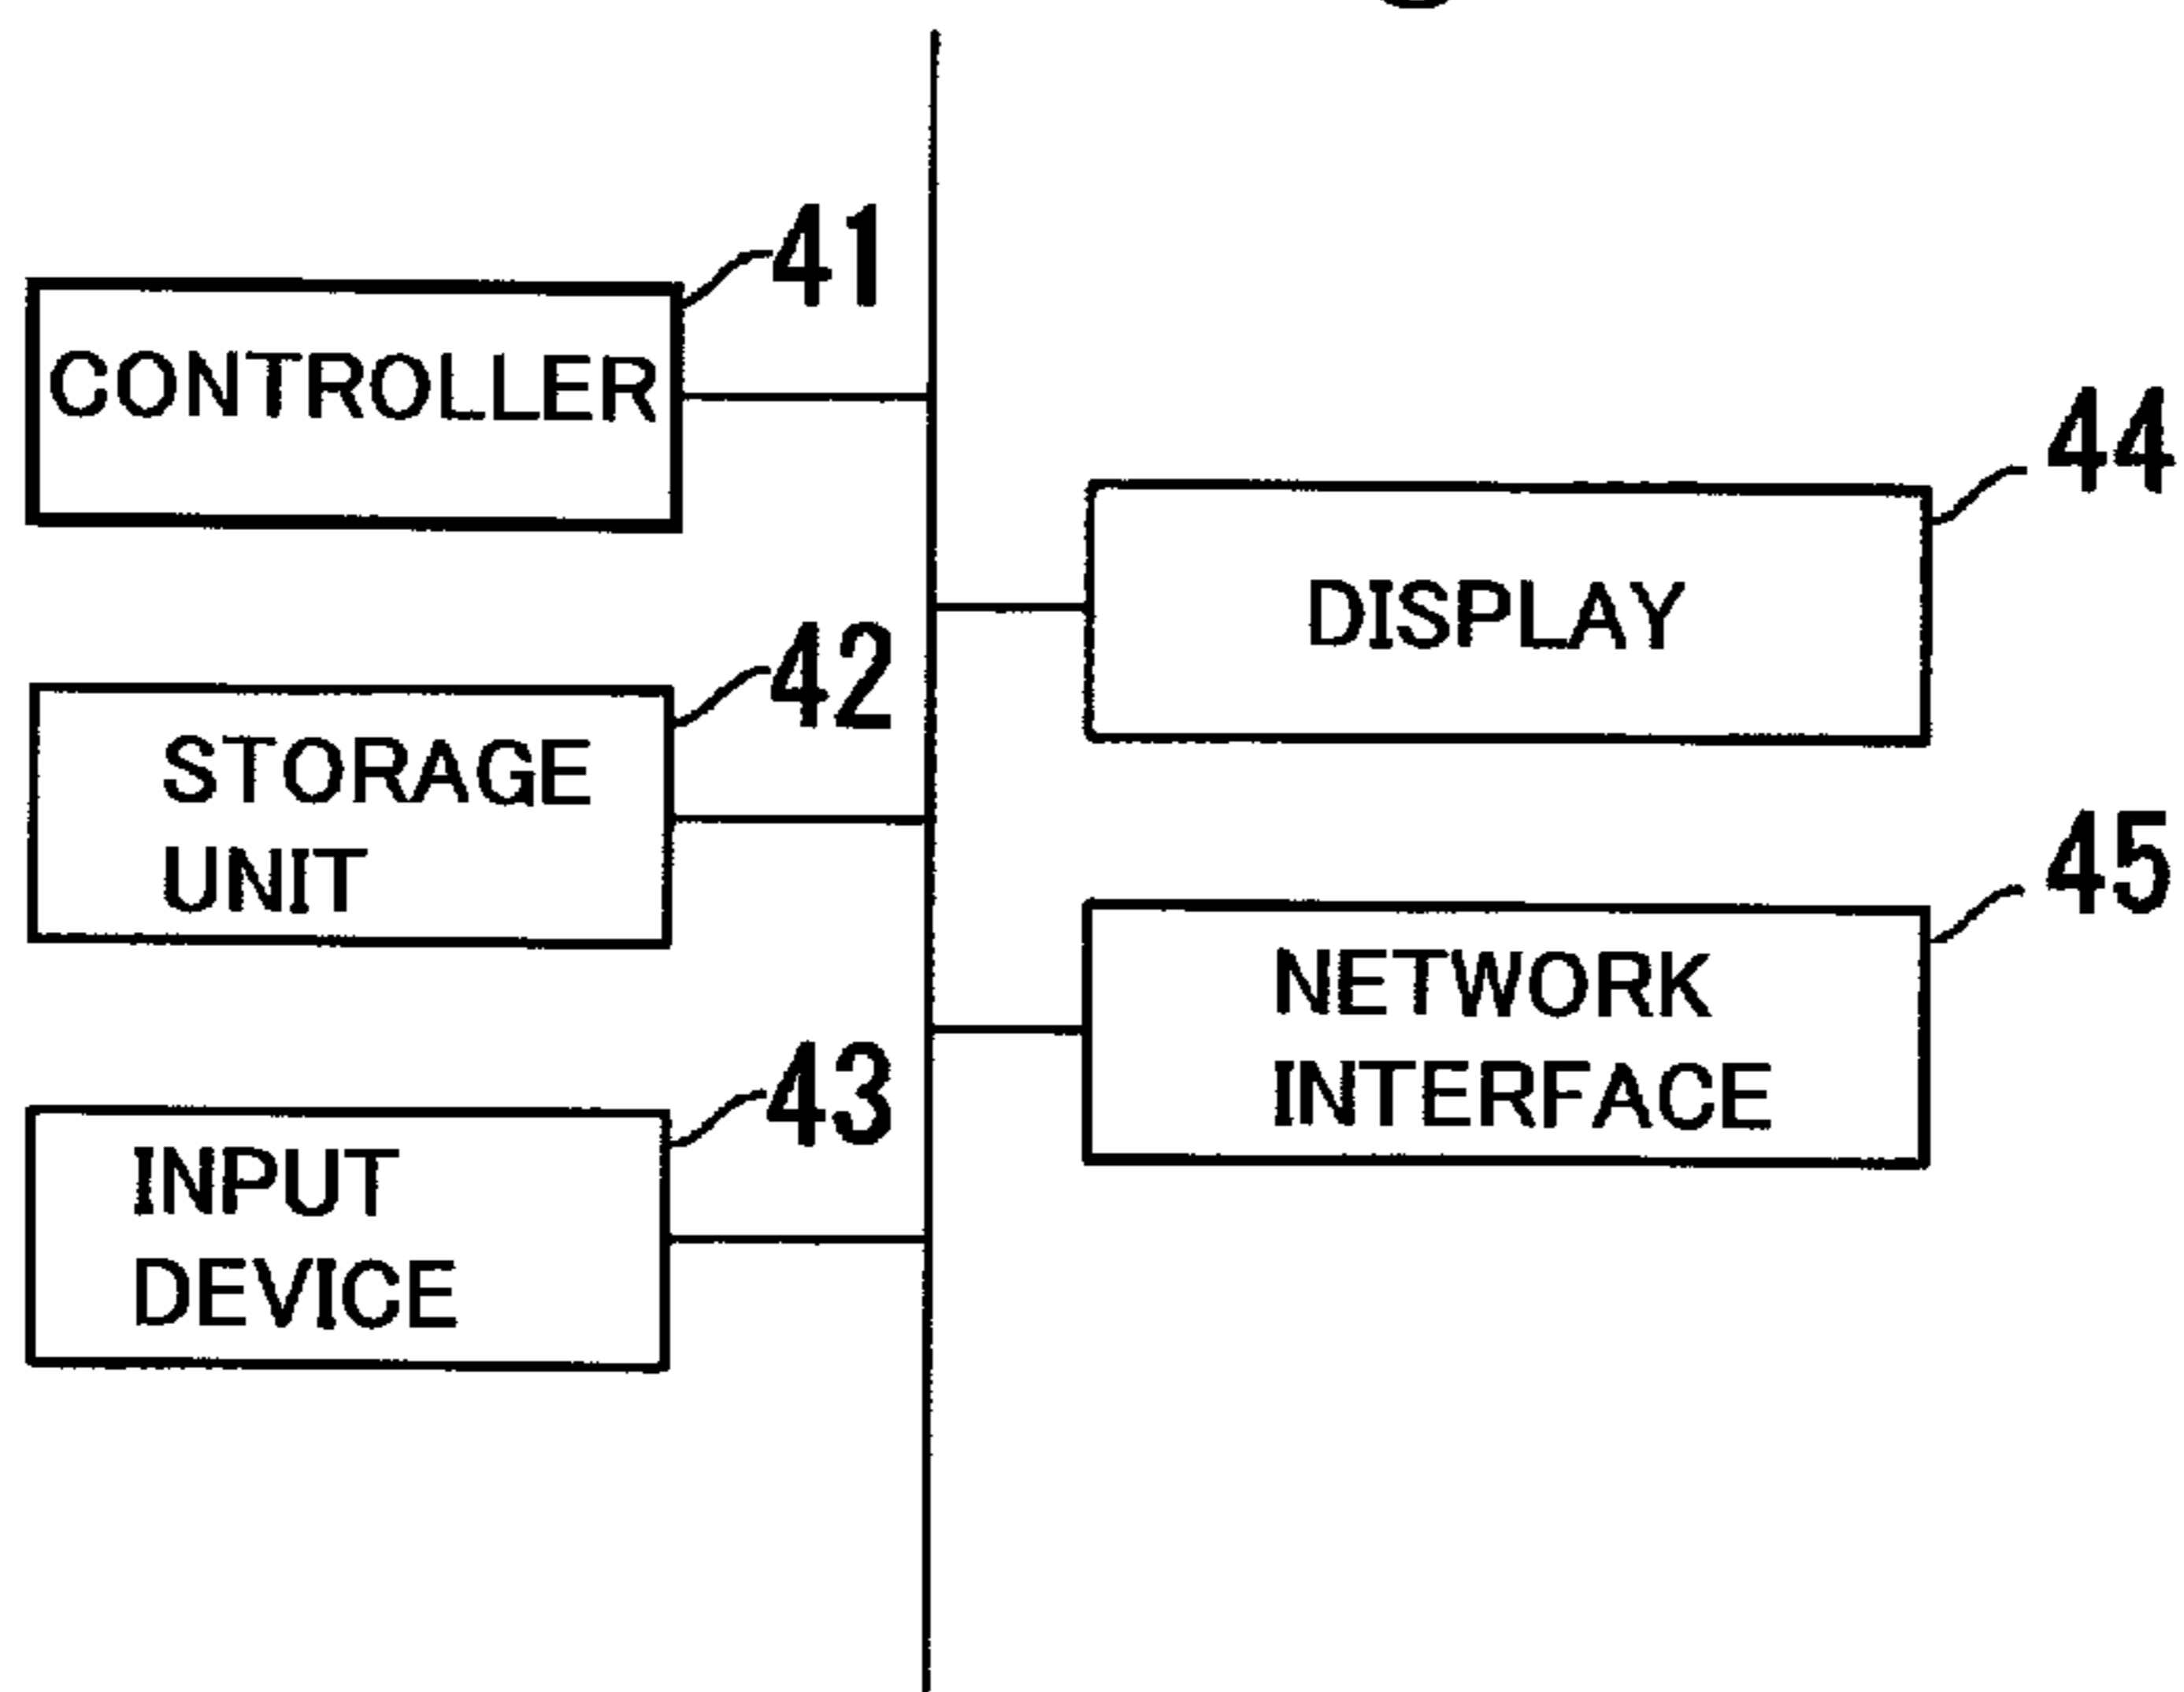 41
CONTROLLER
44
DISPLAY
42
STORAGE
UNIT
45
NETWORK
INTERFACE
43
INPUT
DEVICE